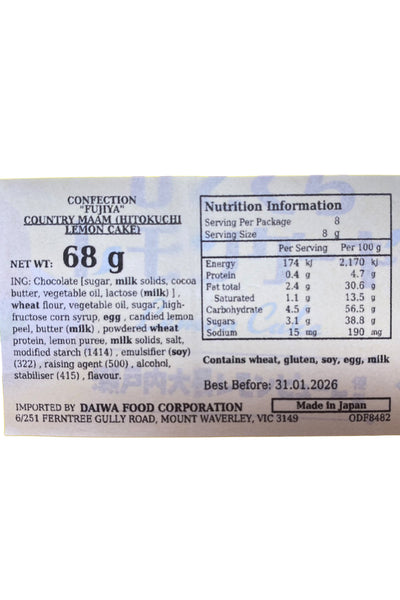 CONFECTION
"FUJIYA"
COUNTRY MAAM (HITOKUCHI
LEMON CAKE)
NET WT: 68 g
ING: Chocolate [sugar, milk solids, cocoa
butter, vegetable oil, lactose (milk) ] ,
wheat flour, vegetable oil, sugar, high-
fructose corn syrup, egg , candied lemon
peel, butter (milk) , powdered wheat
protein, lemon puree, milk solids, salt,
modified starch (1414) , emulsifier (soy)
(322) , raising agent (500) , alcohol,
stabiliser (415) , flavour.
Nutrition Information
Serving Per Package 8
Serving Size 8 g
Per Serving Per 100 g
Energy 174 kJ 2,170 kJ
Protein 0.4 g 4.7 g
Fat total 2.4 g 30.6 g
Saturated 1.1 g 13.5 g
Carbohydrate 4.5 g 56.5 g
Sugars 3.1 g 38.8 g
Sodium 15 mg 190 mg
Contains wheat, gluten, soy, egg, milk
Best Before: 31.01.2026
IMPORTED BY DAIWA FOOD CORPORATION Made in Japan
6/251 FERNTREE GULLY ROAD, MOUNT WAVERLEY, VIC 3149 ODF8482